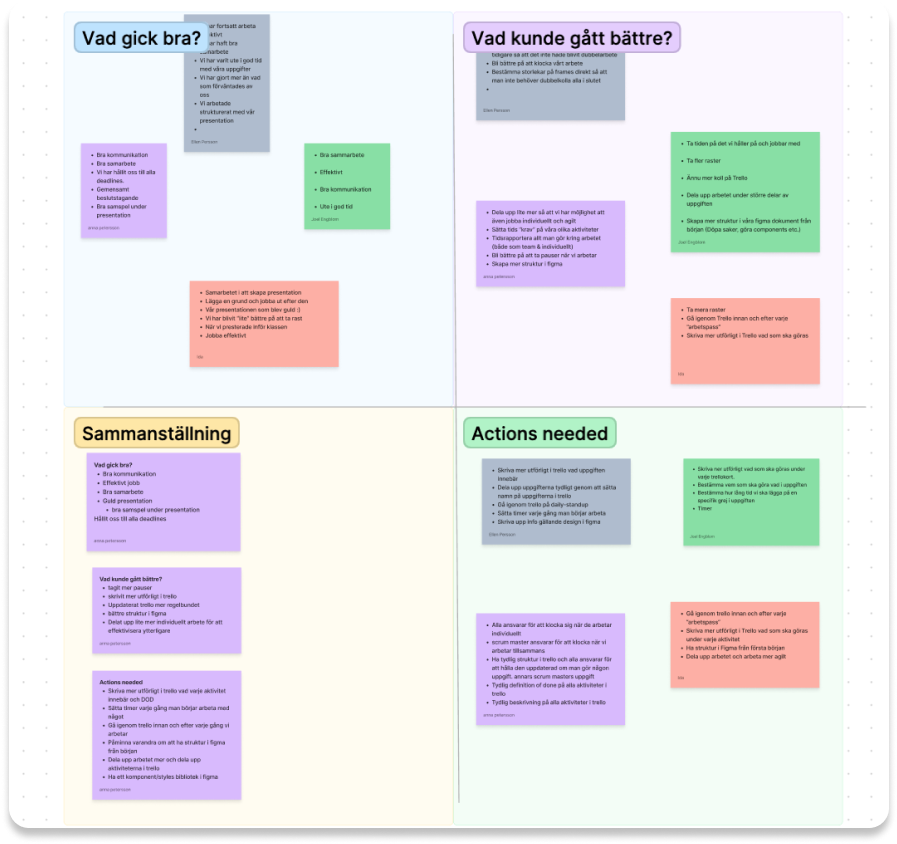 Vad gick bra?
ar fortsatt arbeta
ktivt
ar haft bra
marbete
• Vi har varit ute i god tid
med våra uppgifter
• Vi har gjort mer än vad
som förväntades av
oss
• Vi arbetade
strukturerat med vår
presentation
•
Ellen Persson
• Bra kommunikation
• Bra samarbete
• Vi har hållit oss till alla
deadlines.
• Gemensamt
beslutstagande
• Bra samspel under
presentation
anna petersson
• Bra sammarbete
• Effektivt
• Bra kommunikation
• Ute i god tid
Joel Engblom
• Samarbetet i att skapa presentation
• Lägga en grund och jobba ut efter den
• Vår presentationen som blev guld :)
• Vi har blivit "lite" bättre på att ta rast
• När vi presterade inför klassen
• Jobba effektivt
Vad kunde gått bättre?
tidigare så att det inte hade blivit dubbelarbete
• Bli bättre på att klocka vårt arbete
• Bestämma storlekar på frames direkt så att
man inte behöver dubbelkolla alla i slutet
•
Ellen Persson
• Ta tiden på det vi håller på och jobbar med
• Ta fler raster
• Ännu mer koll på Trello
• Dela upp arbetet under större delar av
uppgiften
• Skapa mer struktur i våra figma dokument från
början (Döpa saker, göra components etc,)
Joel Engblom
• Dela upp lite mer så att vi har möjlighet att
även jobba individuellt och agilt
• Sätta tids "krav" på våra olika aktiviteter
• Tidsrapportera allt man gör kring arbetet
(både som team & individuellt)
• Bli bättre på att ta pauser när vi arbetar
• Skapa mer struktur i figma
anna petersson
• Ta mera raster
• Gå igenom Trello innan och efter varje
"arbetspass"
• Skriva mer utförligt i Trello vad som ska göras
Sammanställning
Vad gick bra?
• Bra kommunikation
• Effektivt jobb
• Bra samarbete
• Guld presentation
• bra samspel under presentation
Hållt oss till alla deadlines
anna petersson
Vad kunde gått bättre?
• tagit mer pauser
• skrivit mer utförligt i trello
• Uppdaterat trello mer regelbundet
• bättre struktur i figma
• Delat upp lite mer individuellt arbete för att
effektivisera ytterligare
anna petersson
Actions needed
• Skriva mer utförligt i trello vad varje aktivitet
innebär och DOD
• Sätta timer varje gång man börjar arbeta med
något
• Gå igenom trello innan och efter varje gång vi
arbetar
• Påminna varandra om att ha struktur i figma
från början
• Dela upp arbetet mer och dela upp
aktiviteterna i trello
• Ha ett komponent/styles bibliotek i figma
anna petersson
Actions needed
• Skriva mer utförligt i trello vad uppgiften
innebär
• Dela upp uppgifterna tydligt genom att sätta
namn på uppgifterna i trello
• Gå igenom trello på daily-standup
• Sätta timer varje gång man börjar arbeta
• Skriva upp info gällande design i figma
Ellen Persson
• Skriva mer utförligt vad som ska göras under
varje trellokort.
• Bestämma vem som ska göra vad i uppgiften
• Bestämma hur lång tid vi ska lägga på en
specifik grej i uppgiften
• Timer
Joel Engblom
• Alla ansvarar för att klocka sig när de arbetar
individuellt
• scrum master ansvarar för att klocka när vi
arbetar tillsammans
• Ha tydlig struktur i trello och alla ansvarar för
att hålla den uppdaterad om man gör någon
uppgift. annars scrum masters uppgift
• Tydlig definition of done på alla aktiviteter i
trello
• Tydlig beskrivning på alla aktiviteter i trello
anna petersson
• Gå igenom trello innan och efter varje
"arbetspass"
• Skriva mer utförligt i Trello vad som ska göras
under varje aktivitet
• Ha struktur i Figma från första början
• Dela upp arbetet och arbeta mer agilt